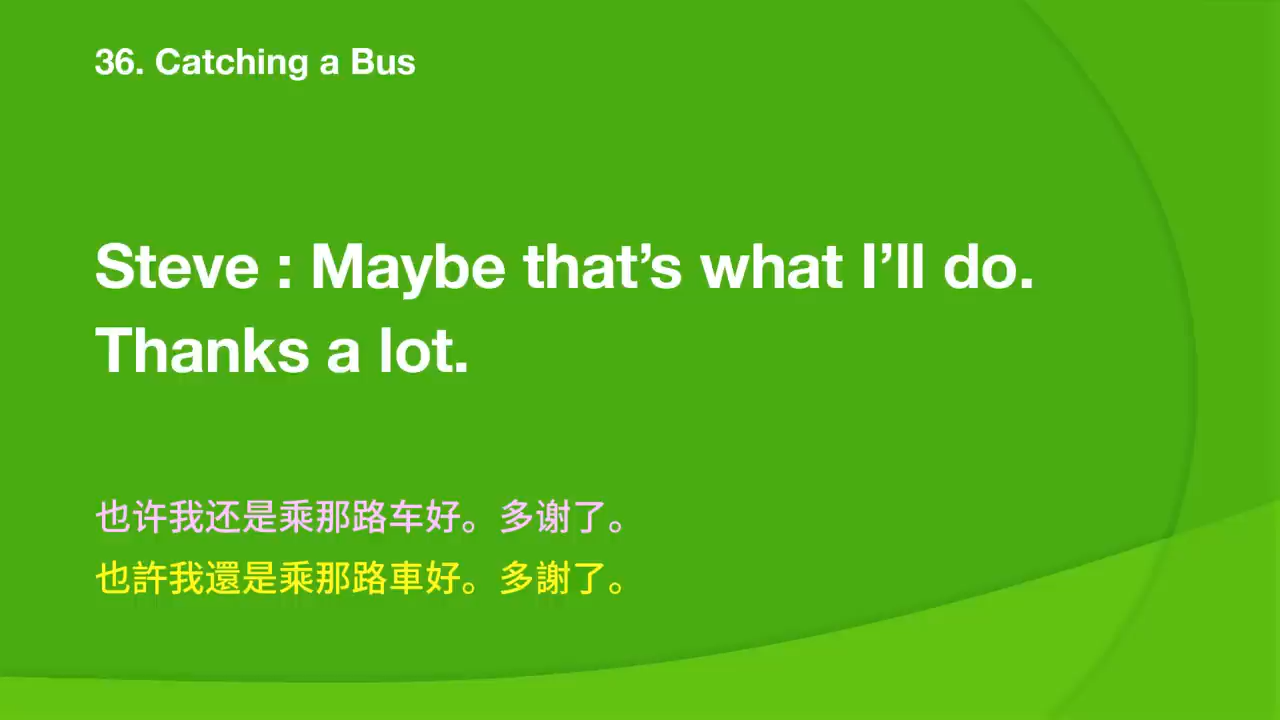 36. Catching a Bus
Steve : Maybe that’s what I’ll do.
Thanks a lot.
也许我还是乘那路车好。多谢了。
也許我還是乘那路車好。多謝了。